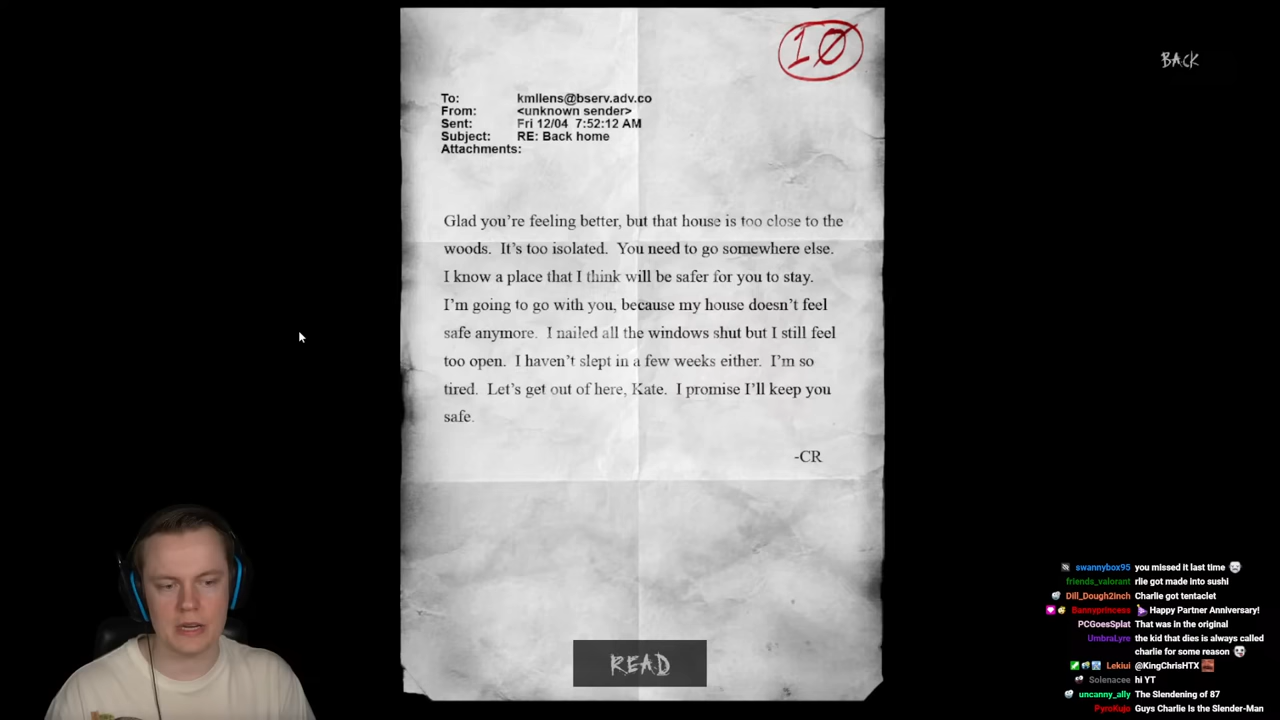 10
BACK
To: kmllens@bserv.adv.co
From: <unknown sender>
Sent: Fri 12/04 7:52:12 AM
Subject: RE: Back home
Attachments:
Glad you're feeling better, but that house is too close to the
woods. It's too isolated. You need to go somewhere else.
I know a place that I think will be safer for you to stay.
I'm going to go with you, because my house doesn't feel
safe anymore. I nailed all the windows shut but I still feel
too open. I haven't slept in a few weeks either. I'm so
tired. Let's get out of here, Kate. I promise I'll keep you
safe.
-CR
READ
swannybox95 you missed it last time
friends_valorant rlie got made into sushi
Dill_Dough2inch Charlie got tentaclet
Bannyprincess Happy Partner Anniversary!
PCGoesSplat That was in the original
UmbraLyre the kid that dies is always called
charlie for some reason
Lekiui @KingChrisHTX
Solenacee hi YT
uncanny_ally The Slendening of 87
PyroKujo Guys Charlie Is the Slender-Man